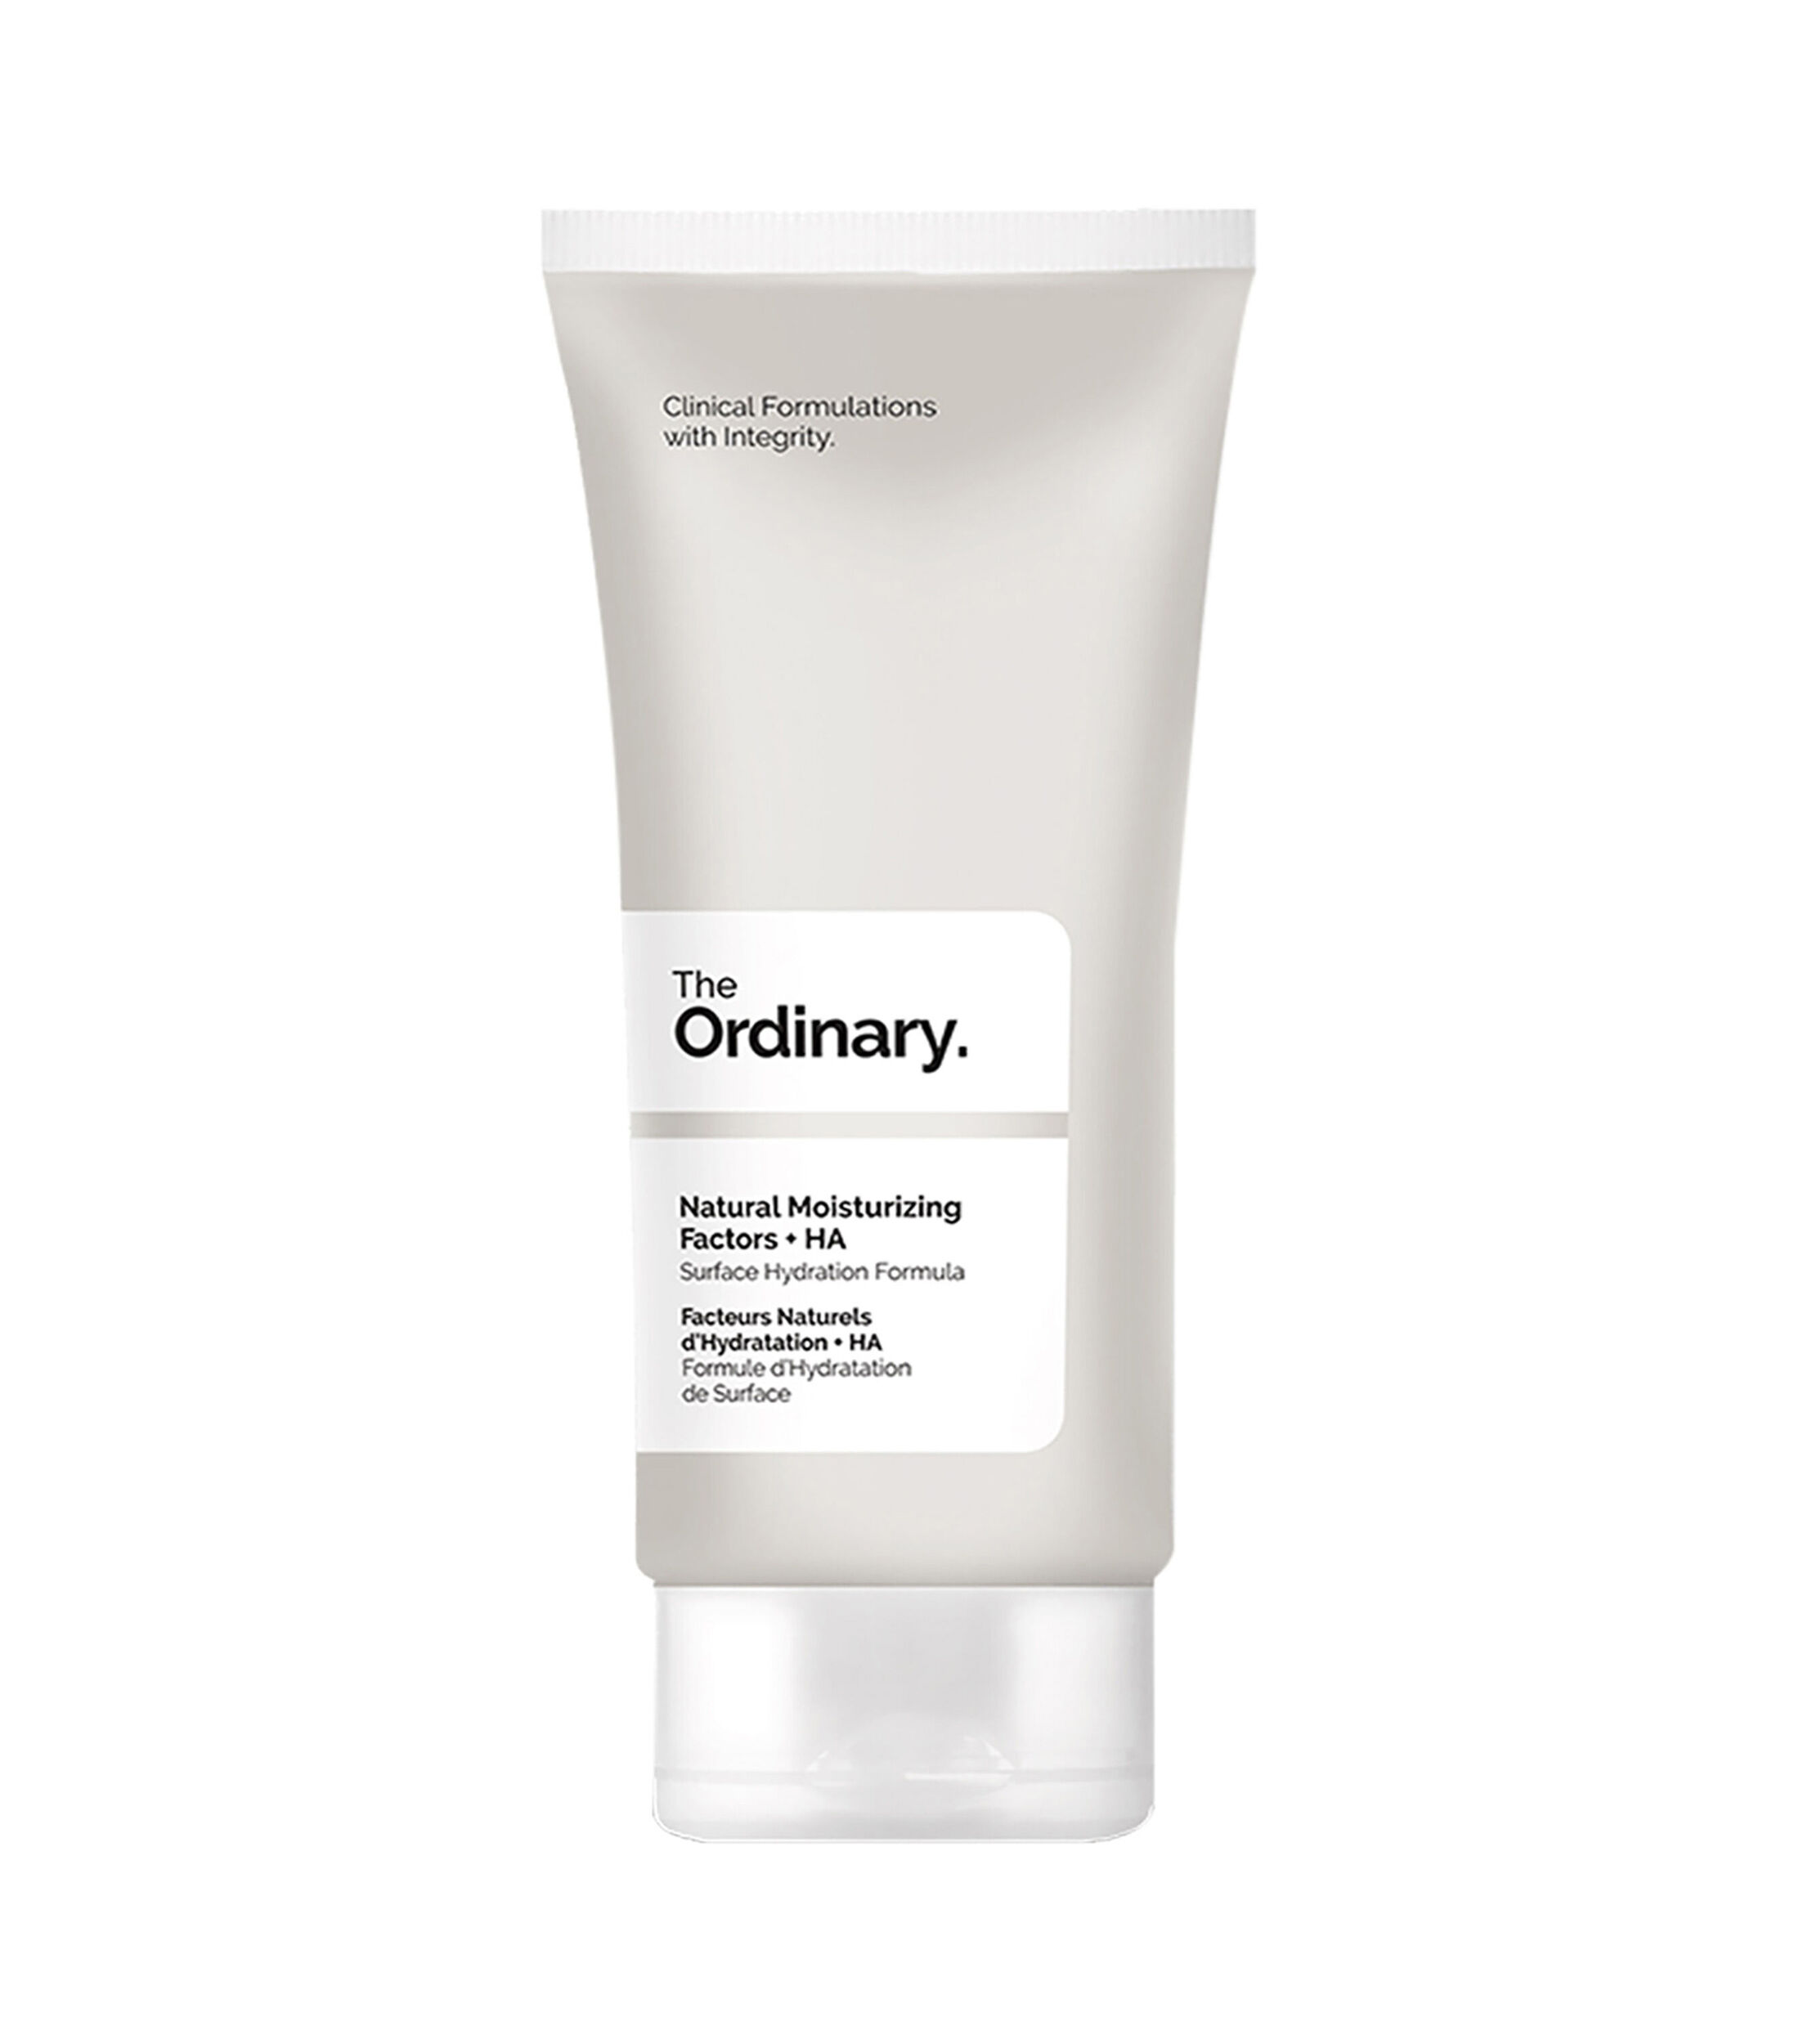 Clinical Formulations
with Integrity.
The
Ordinary.
Natural Moisturizing
Factors + HA
Surface Hydration Formula
Facteurs Naturels
d'Hydratation + HA
Formule d'Hydratation
de Surface